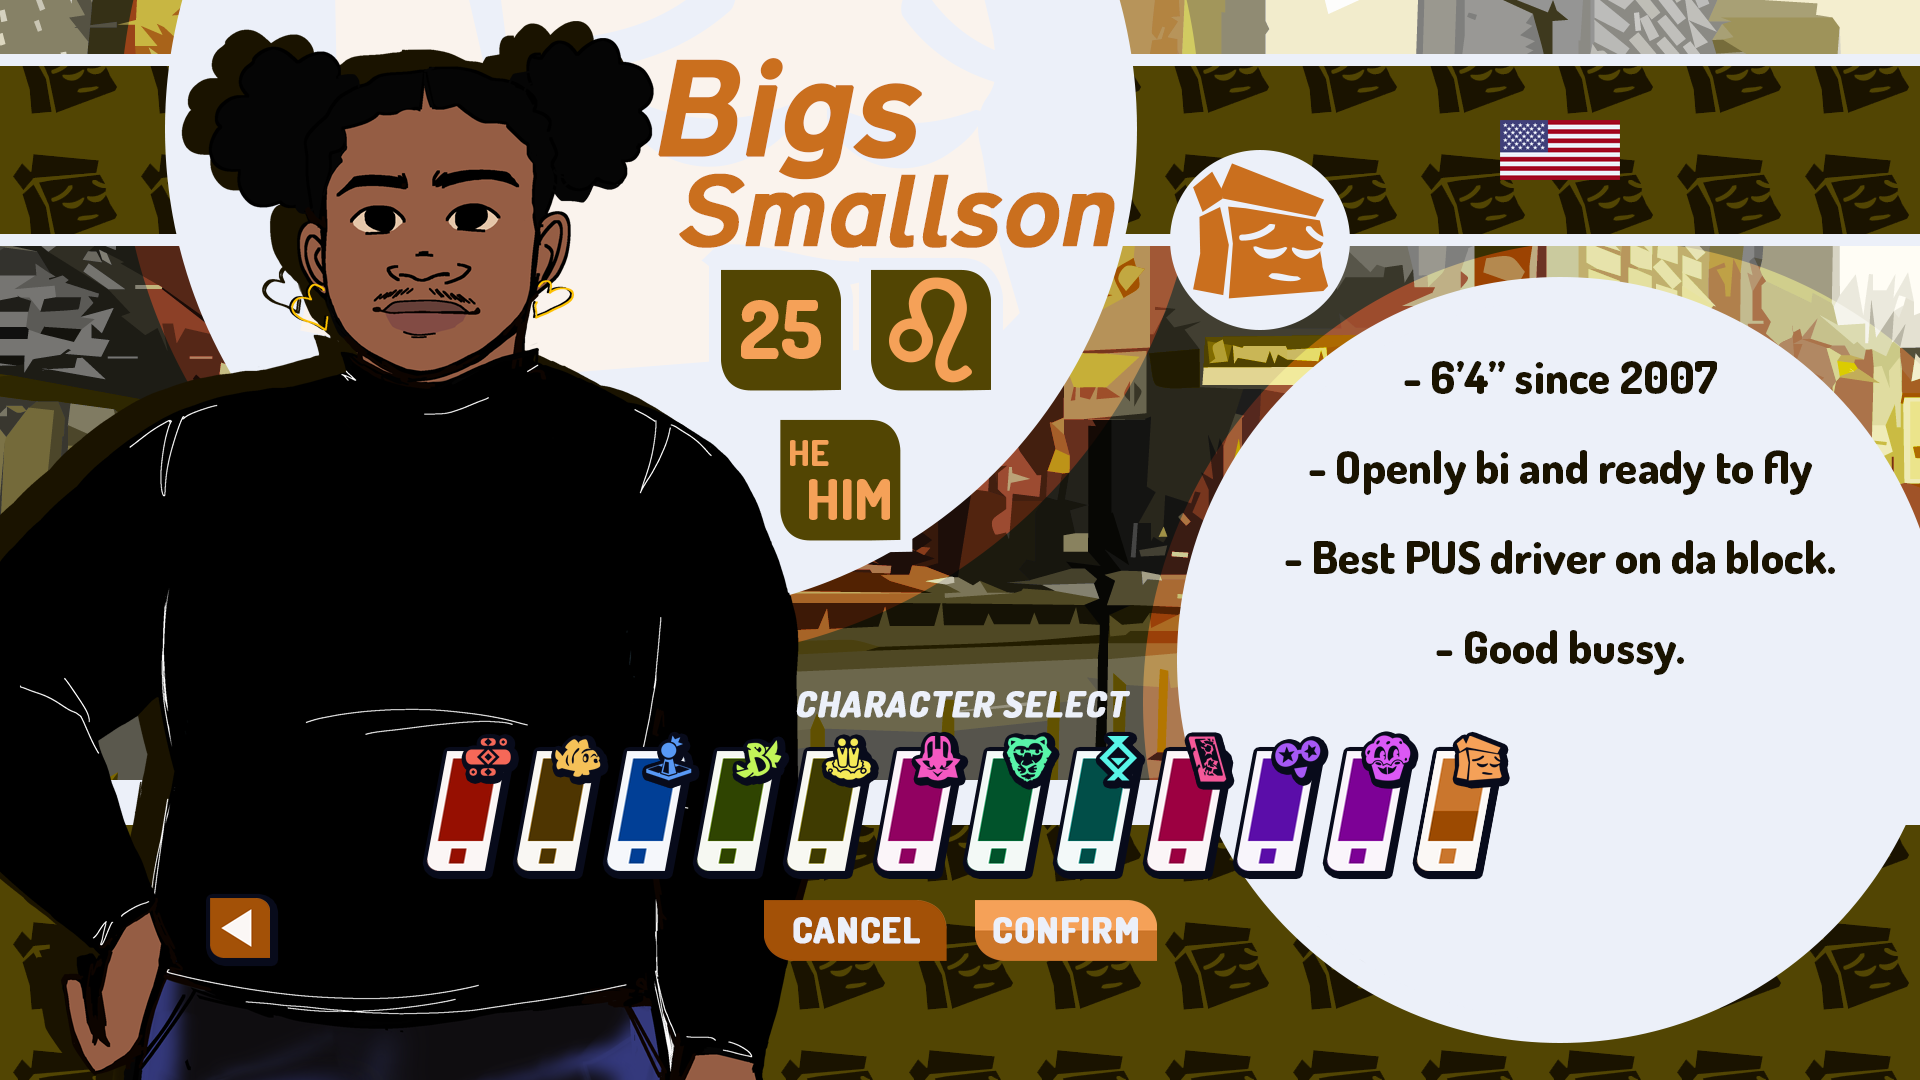 Bigs
Smallson
25
HE
HIM
- 6’4” since 2007
- Openly bi and ready to fly
- Best PUS driver on da block.
- Good bussy.
CHARACTER SELECT
CANCEL
CONFIRM